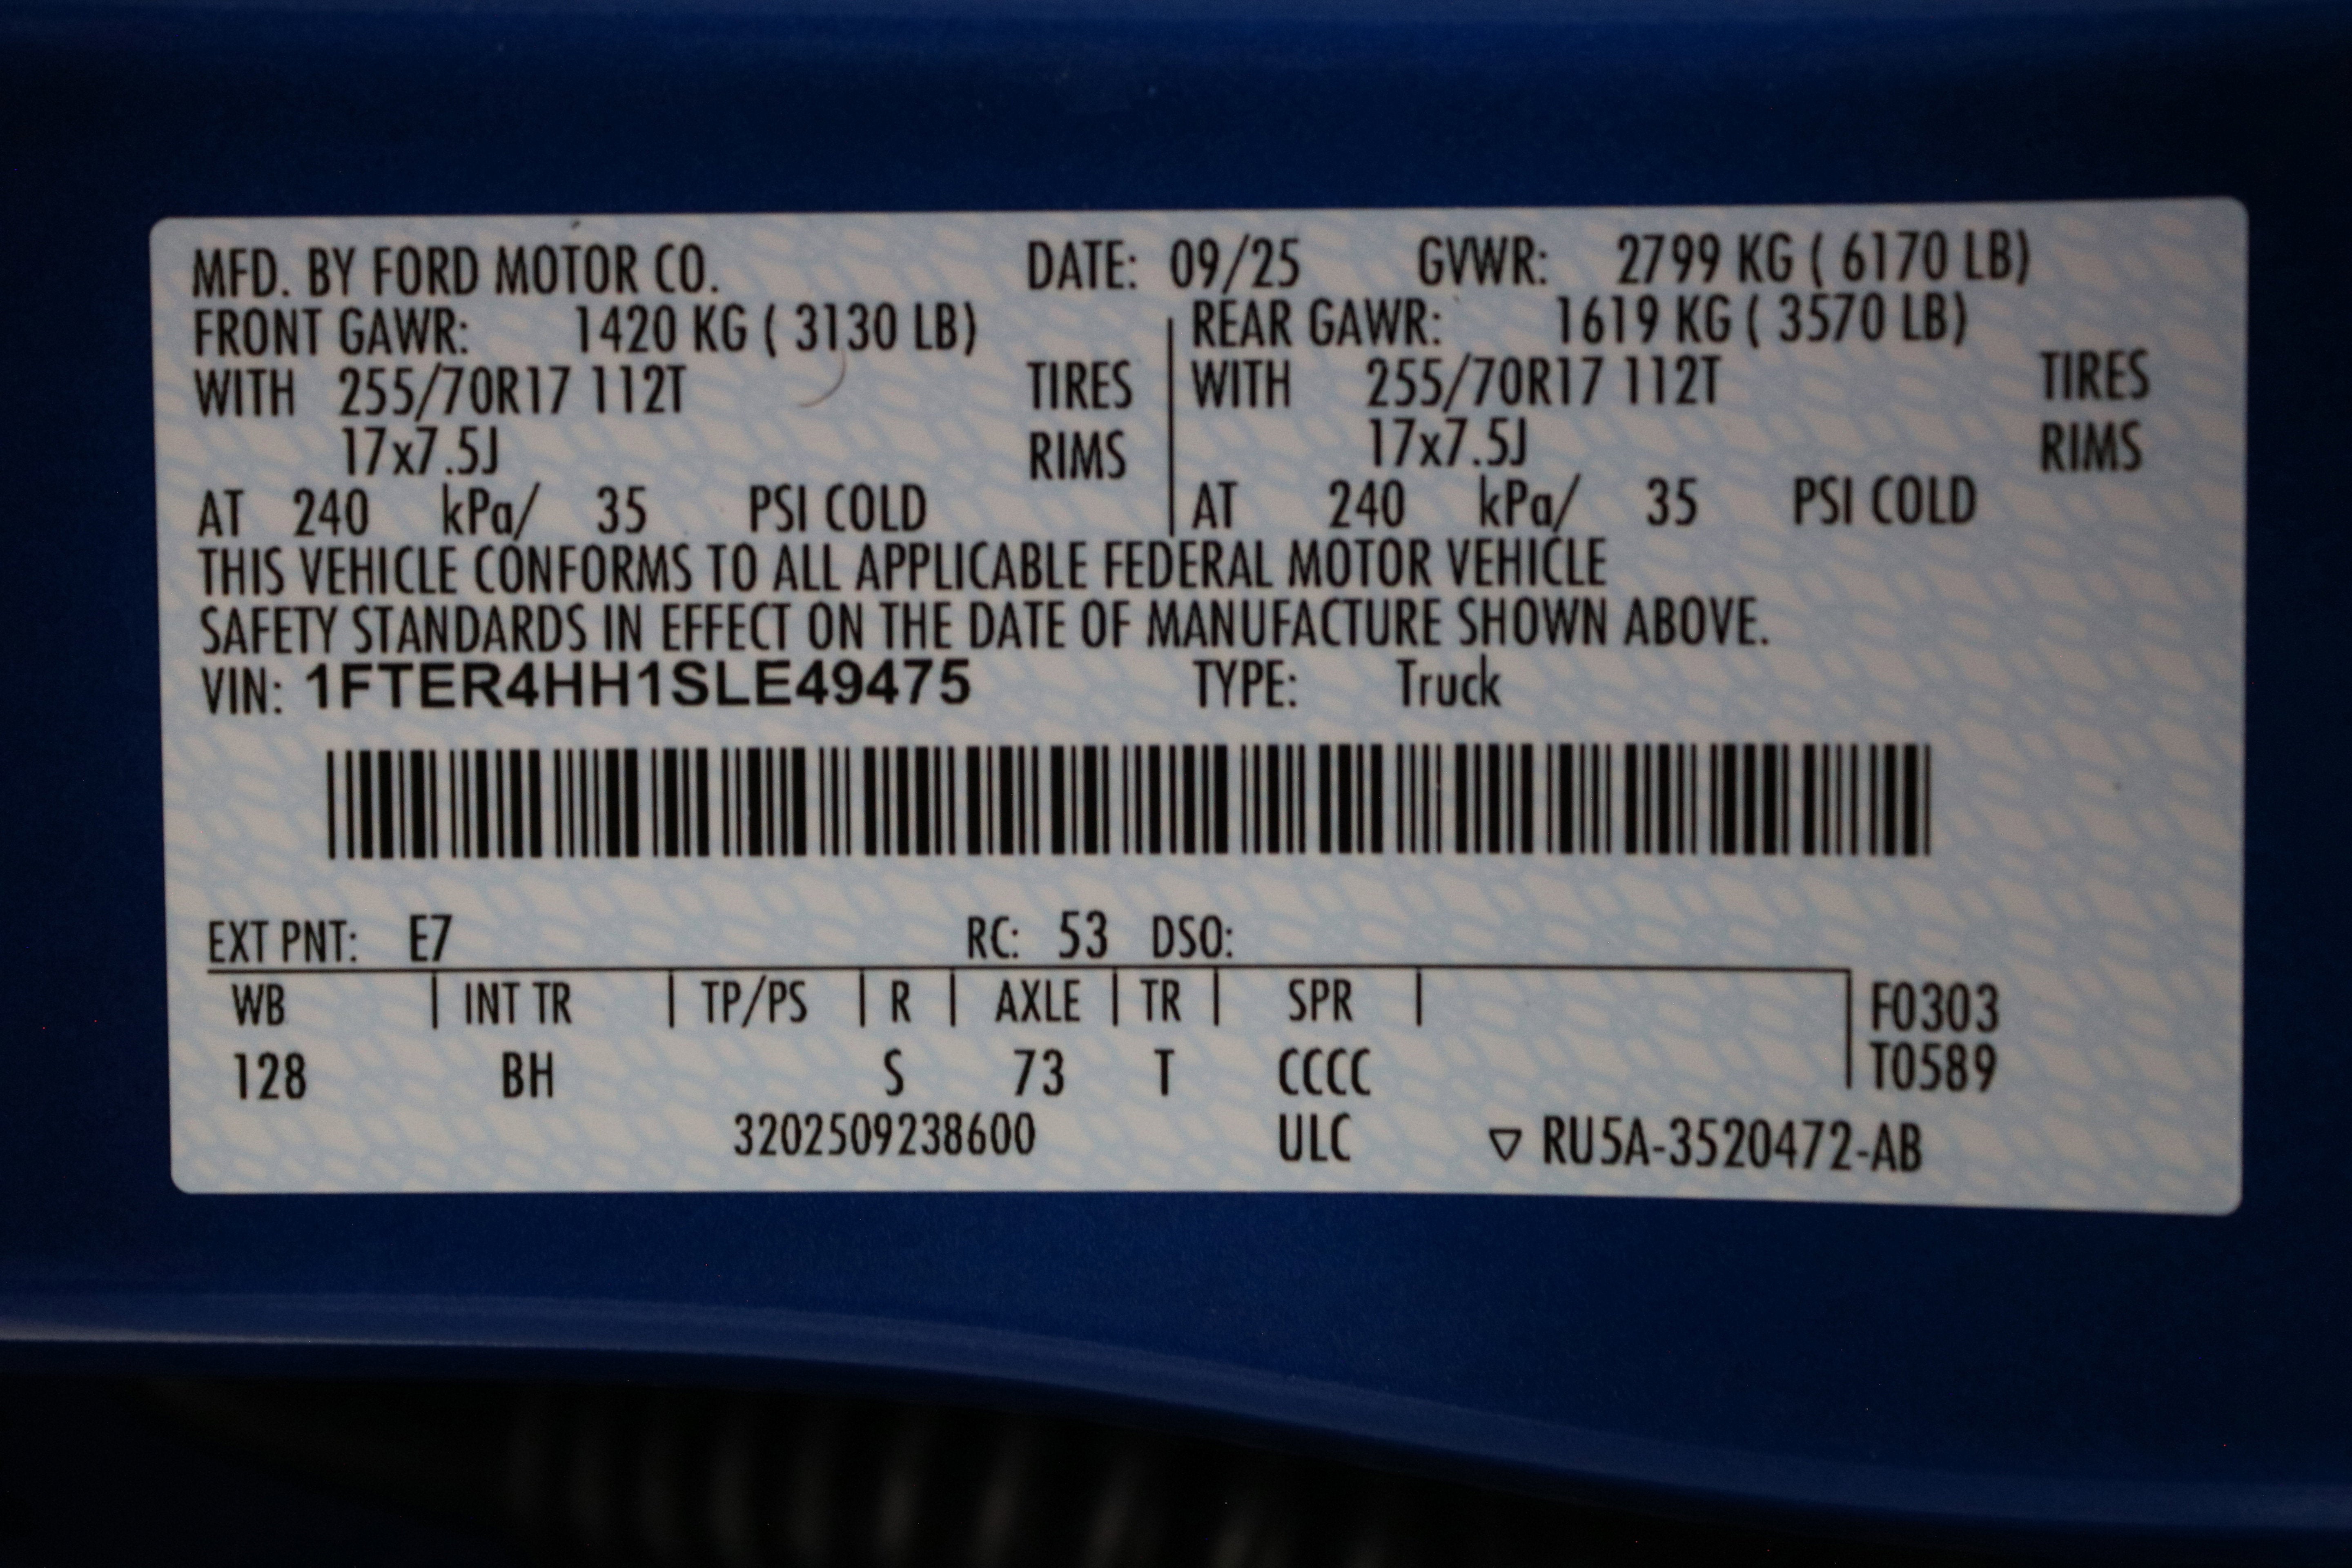 MFD. BY FORD MOTOR CO. DATE: 09/25 GVWR: 2799 KG ( 6170 LB)
FRONT GAWR: 1420 KG ( 3130 LB) REAR GAWR: 1619 KG ( 3570 LB)
WITH 255/70R17 112T TIRES WITH 255/70R17 112T TIRES
17x7.5J RIMS 17x7.5J RIMS
AT 240 kPa/ 35 PSI COLD AT 240 kPa/ 35 PSI COLD
THIS VEHICLE CONFORMS TO ALL APPLICABLE FEDERAL MOTOR VEHICLE
SAFETY STANDARDS IN EFFECT ON THE DATE OF MANUFACTURE SHOWN ABOVE.
VIN: 1FTER4HH1SLE49475 TYPE: Truck
EXT PNT: E7 RC: 53 DSO:
WB | INT TR | TP/PS | R | AXLE | TR | SPR | F0303
128 BH S 73 T CCCC T0589
3202509238600 ULC ▽ RU5A-3520472-AB